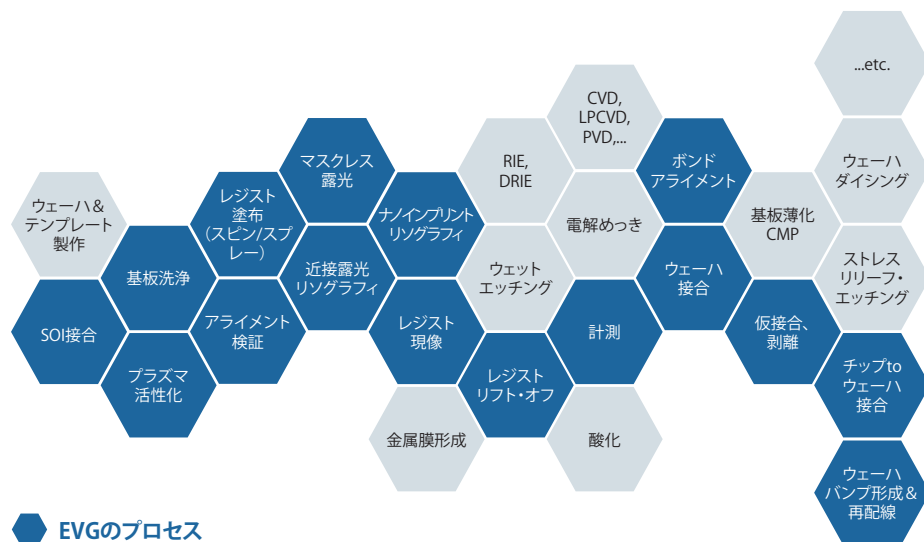 ウェーハ＆
テンプレート
製作
SOI接合
基板洗浄
プラズマ
活性化
レジスト
塗布
（スピン/スプ
レー）
アライメント
検証
マスクレス
露光
近接露光
リソグラフィ
ナノインプリント
リソグラフィ
レジスト
現像
金属膜形成
RIE,
DRIE
ウェット
エッチング
レジスト
リフト・オフ
CVD,
LPCVD,
PVD,...
電解めっき
計測
酸化
ボンド
アライメント
ウェーハ
接合
基板薄化
CMP
仮接合、
剥離
...etc.
ウェーハ
ダイシング
ストレス
リリーフ・
エッチング
チップto
ウェーハ
接合
ウェーハ
バンプ形成＆
再配線
EVGのプロセス